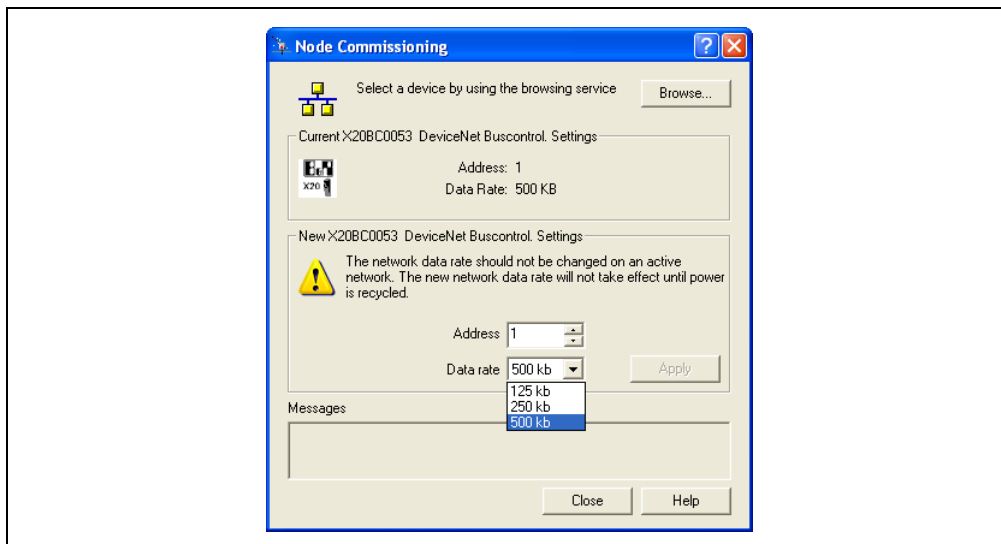 Node Commissioning
Select a device by using the browsing service
Browse...
Current X20BC0053 DeviceNet Buscontrol. Settings
B&R
X20
Address: 1
Data Rate: 500 KB
New X20BC0053 DeviceNet Buscontrol. Settings
The network data rate should not be changed on an active
network. The new network data rate will not take effect until power
is recycled.
Address 1
Data rate 500 kb
Apply
125 kb
250 kb
500 kb
Messages
Close
Help